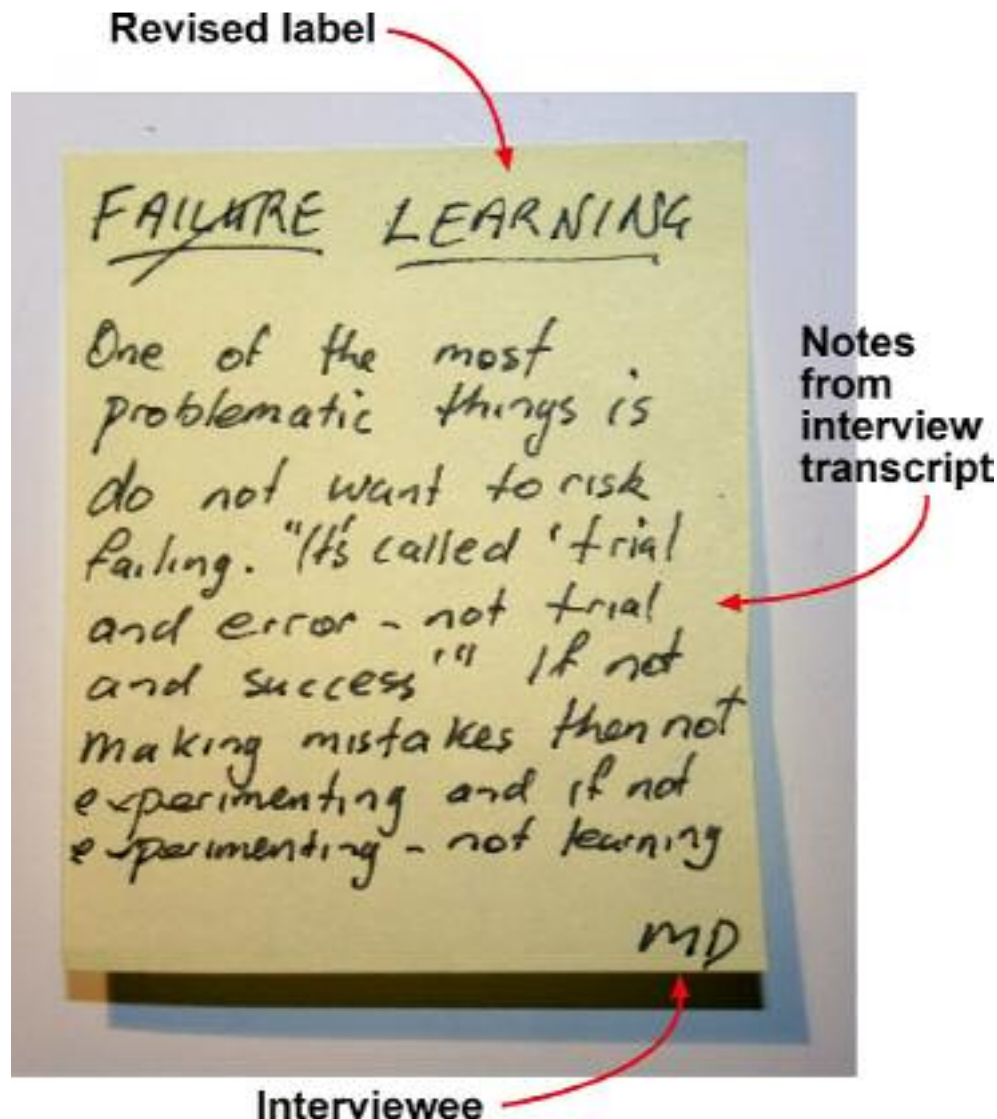 Revised label
FAILURE LEARNING
One of the most
problematic things is
do not want to risk
failing. "It's called 'trial
and error - not trial
and success'" If not
making mistakes then not
experimenting and if not
experimenting - not learning
MD
Notes
from
interview
transcript
Interviewee